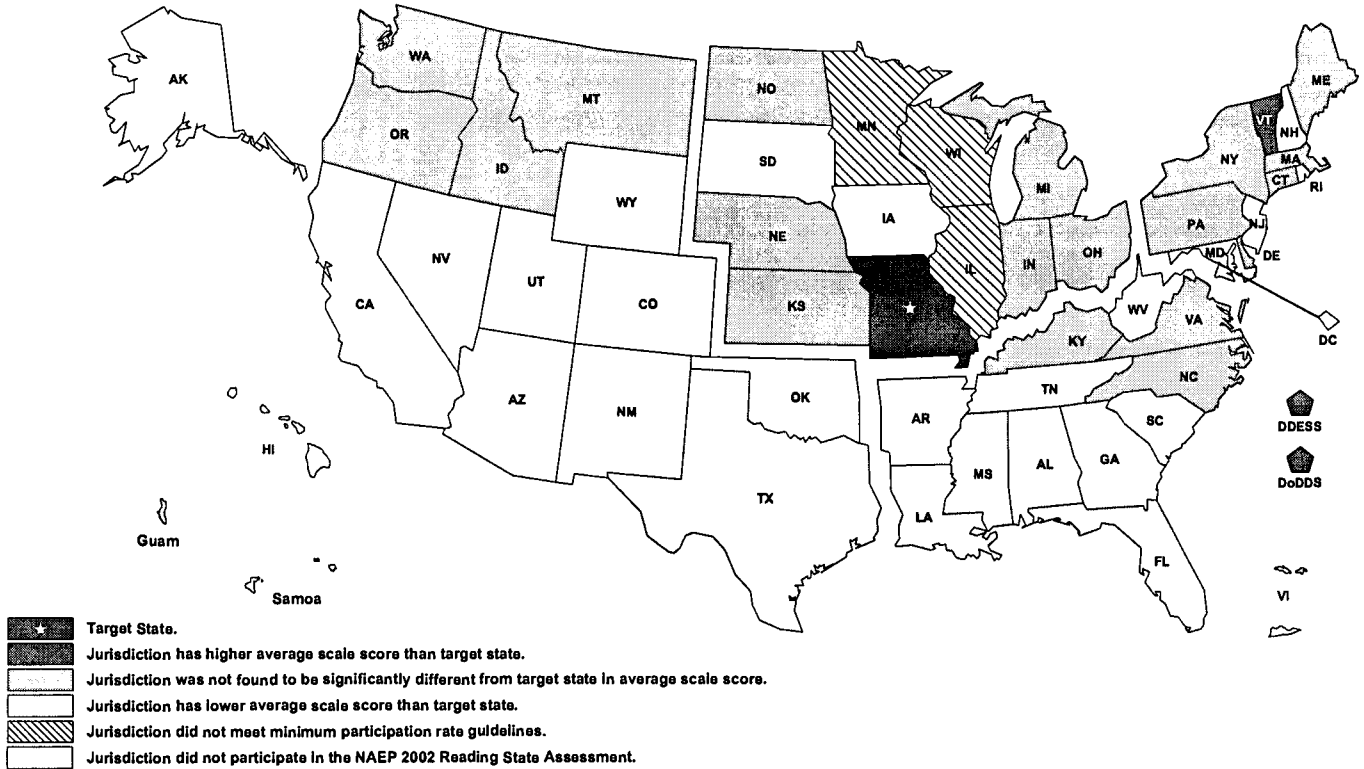 AK
WA
MT
OR
ID
WY
NV
UT
CA
CO
AZ
NM
HI
Guam
Samoa
NO
SD
NE
KS
OK
TX
MN
WI
IA
IL
MI
IN
OH
KY
TN
AR
LA
MS
AL
GA
SC
NC
VA
WV
FL
ME
VT
NH
NY
MA
CT
RI
PA
NJ
MD
DE
DC
DDESS
DoDDS
VI
Target State.
Jurisdiction has higher average scale score than target state.
Jurisdiction was not found to be significantly different from target state in average scale score.
Jurisdiction has lower average scale score than target state.
Jurisdiction did not meet minimum participation rate guidelines.
Jurisdiction did not participate in the NAEP 2002 Reading State Assessment.